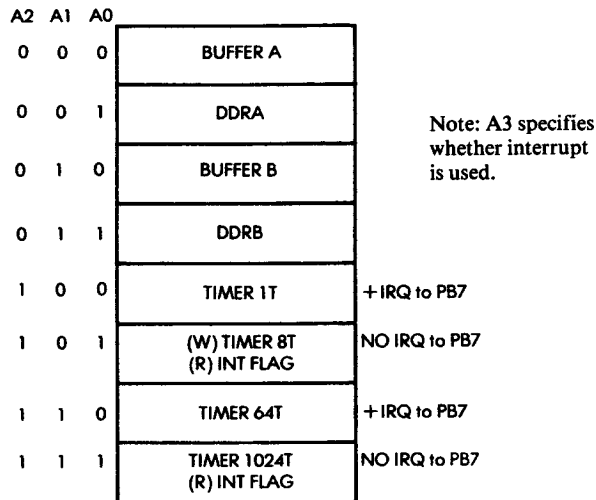 A2 A1 A0
0 0 0 BUFFER A
0 0 1 DDRA
Note: A3 specifies
whether interrupt
is used.
0 1 0 BUFFER B
0 1 1 DDRB
1 0 0 TIMER 1T +IRQ to PB7
1 0 1 (W) TIMER 8T NO IRQ to PB7
(R) INT FLAG
1 1 0 TIMER 64T +IRQ to PB7
1 1 1 TIMER 1024T NO IRQ to PB7
(R) INT FLAG